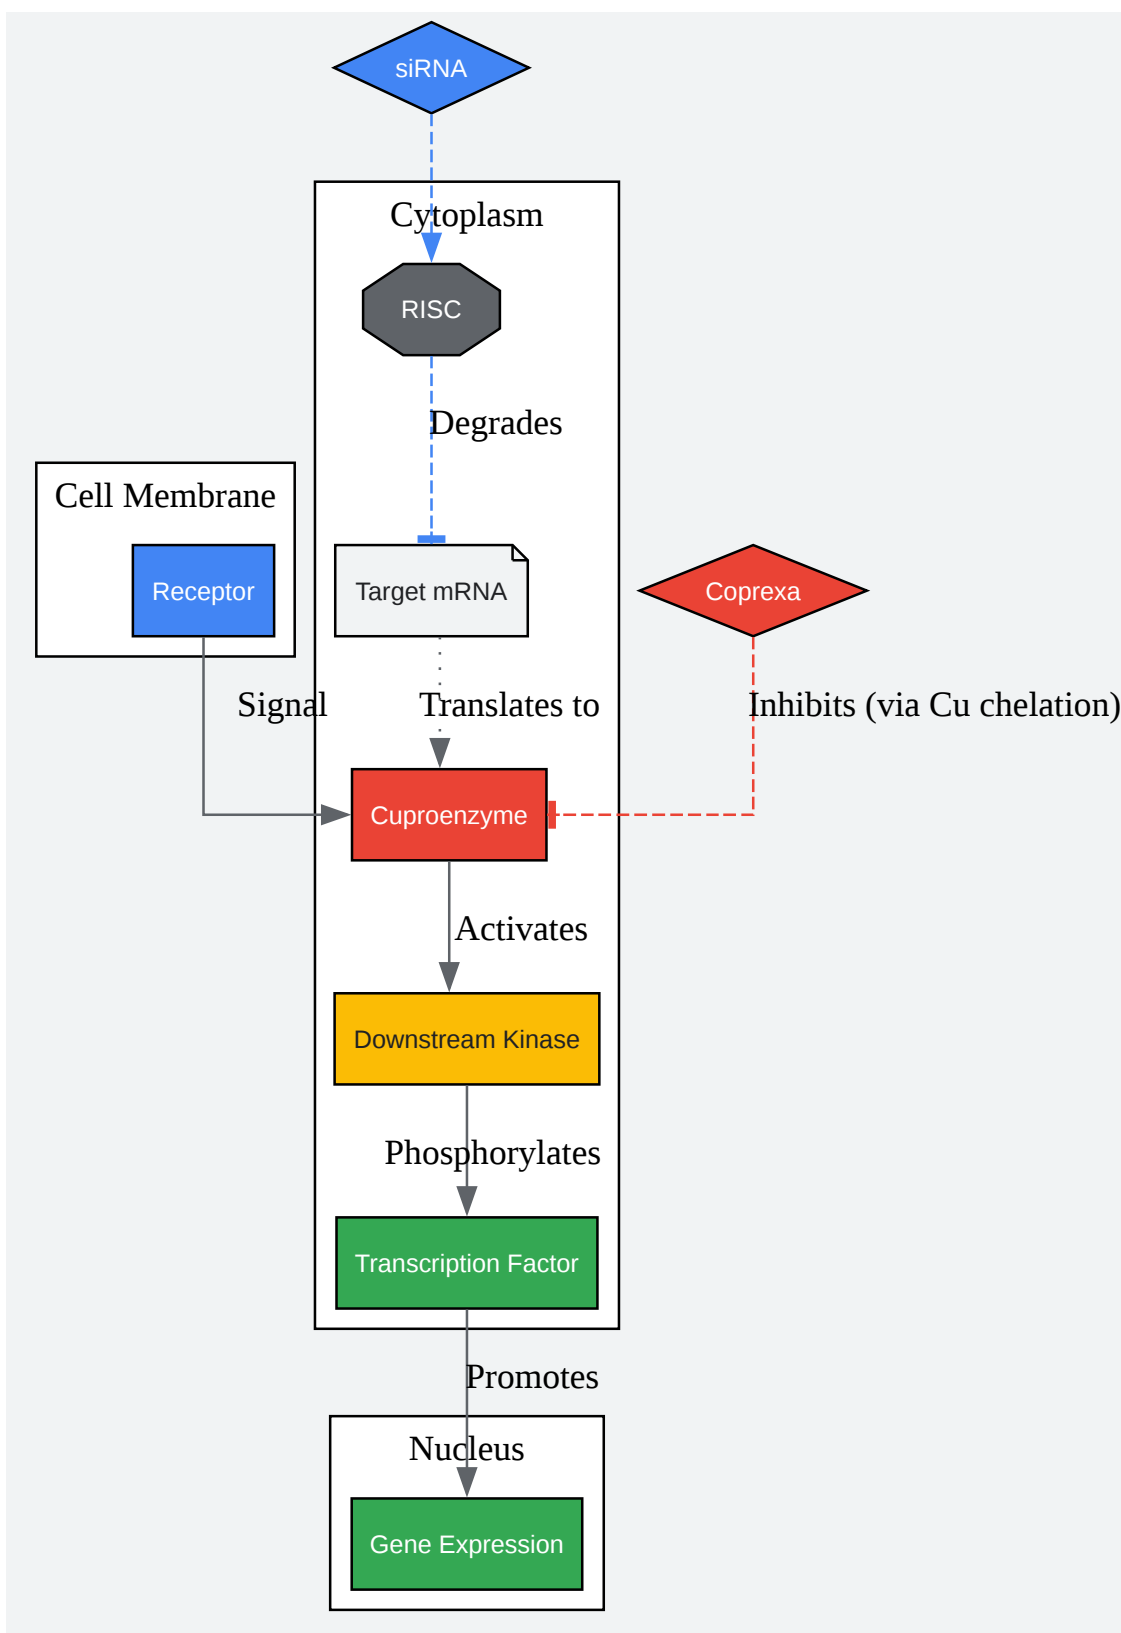 siRNA
Cytoplasm
RISC
Degrades
Cell Membrane
Receptor
Target mRNA
Coprexa
Signal
Translates to
Inhibits (via Cu chelation)
Cuproenzyme
Activates
Downstream Kinase
Phosphorylates
Transcription Factor
Promotes
Nucleus
Gene Expression